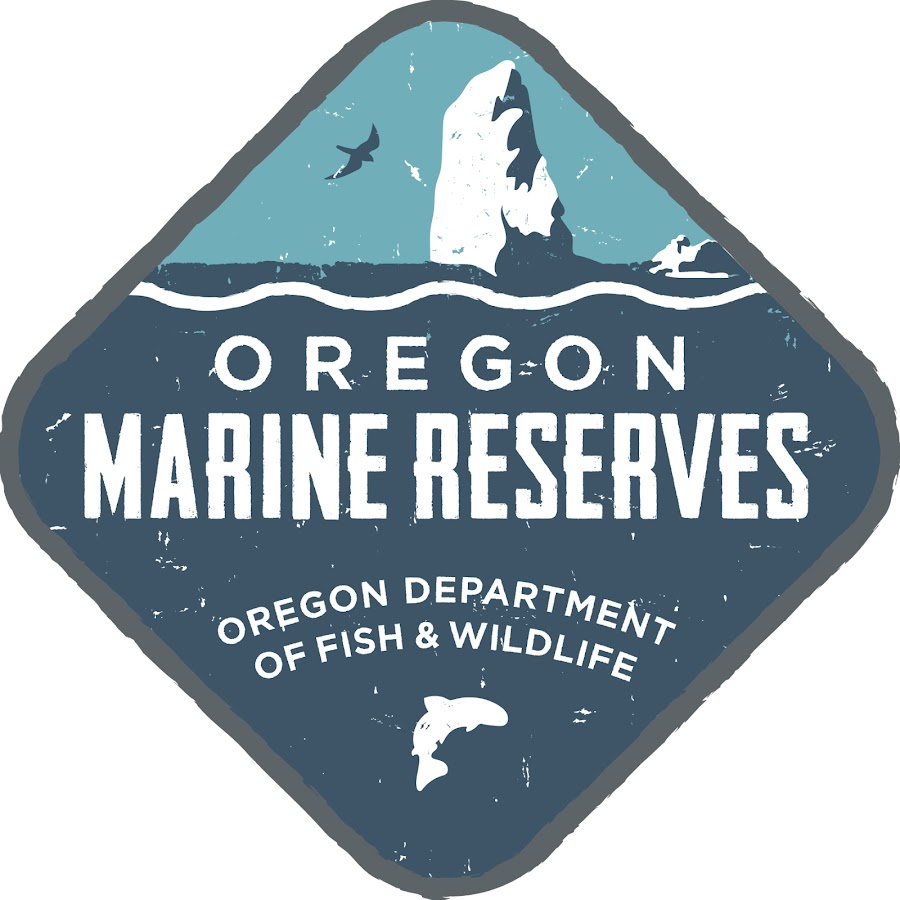 OREGON
MARINE RESERVES
OREGON DEPARTMENT
OF FISH & WILDLIFE